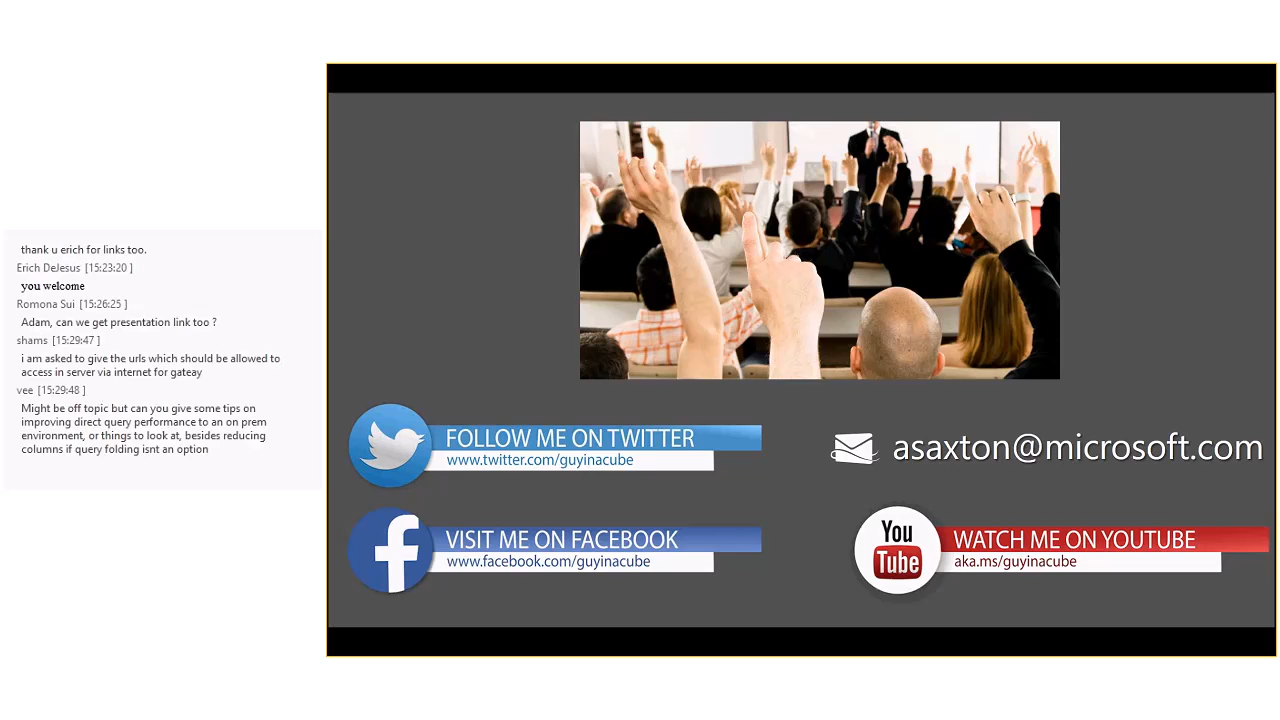 thank u erich for links too.
Erich DeJesus [15:23:20 ]
you welcome
Romona Sui [15:26:25 ]
Adam, can we get presentation link too ?
shams [15:29:47 ]
i am asked to give the urls which should be allowed to
access in server via internet for gateay
vee [15:29:48 ]
Might be off topic but can you give some tips on
improving direct query performance to an on prem
environment, or things to look at, besides reducing
columns if query folding isnt an option
FOLLOW ME ON TWITTER
www.twitter.com/guyinacube
asaxton@microsoft.com
VISIT ME ON FACEBOOK
www.facebook.com/guyinacube
You
Tube
WATCH ME ON YOUTUBE
aka.ms/guyinacube